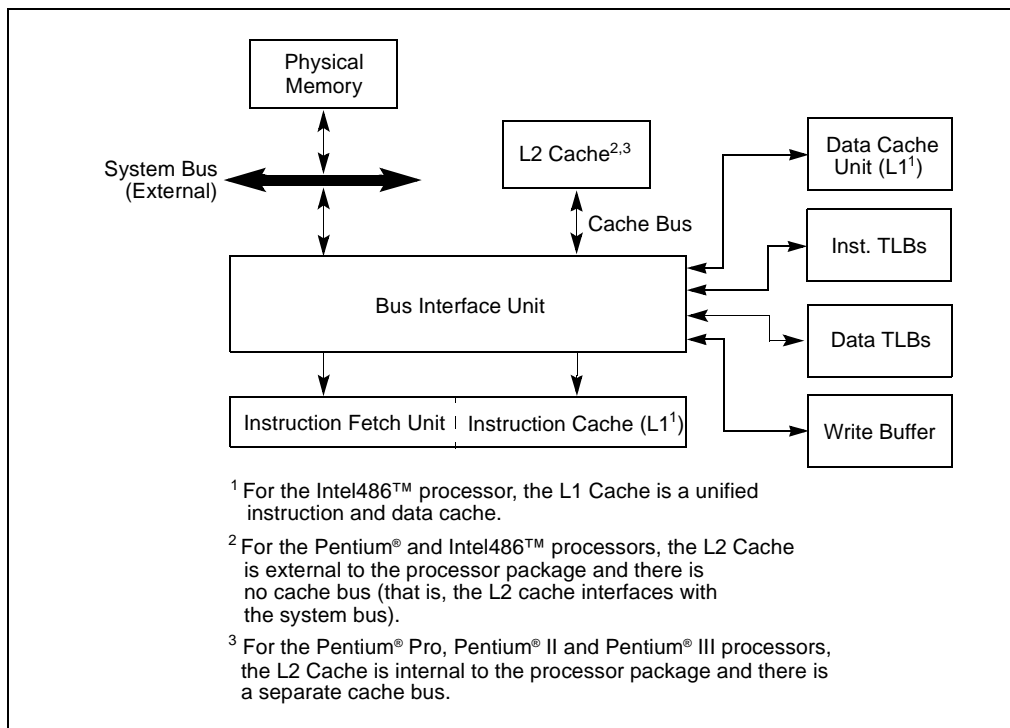 Physical
Memory
System Bus
(External)
L2 Cache2,3
Cache Bus
Data Cache
Unit (L11)
Inst. TLBs
Bus Interface Unit
Data TLBs
Instruction Fetch Unit
Instruction Cache (L11)
Write Buffer
1 For the Intel486™ processor, the L1 Cache is a unified
instruction and data cache.
2 For the Pentium® and Intel486™ processors, the L2 Cache
is external to the processor package and there is
no cache bus (that is, the L2 cache interfaces with
the system bus).
3 For the Pentium® Pro, Pentium® II and Pentium® III processors,
the L2 Cache is internal to the processor package and there is
a separate cache bus.